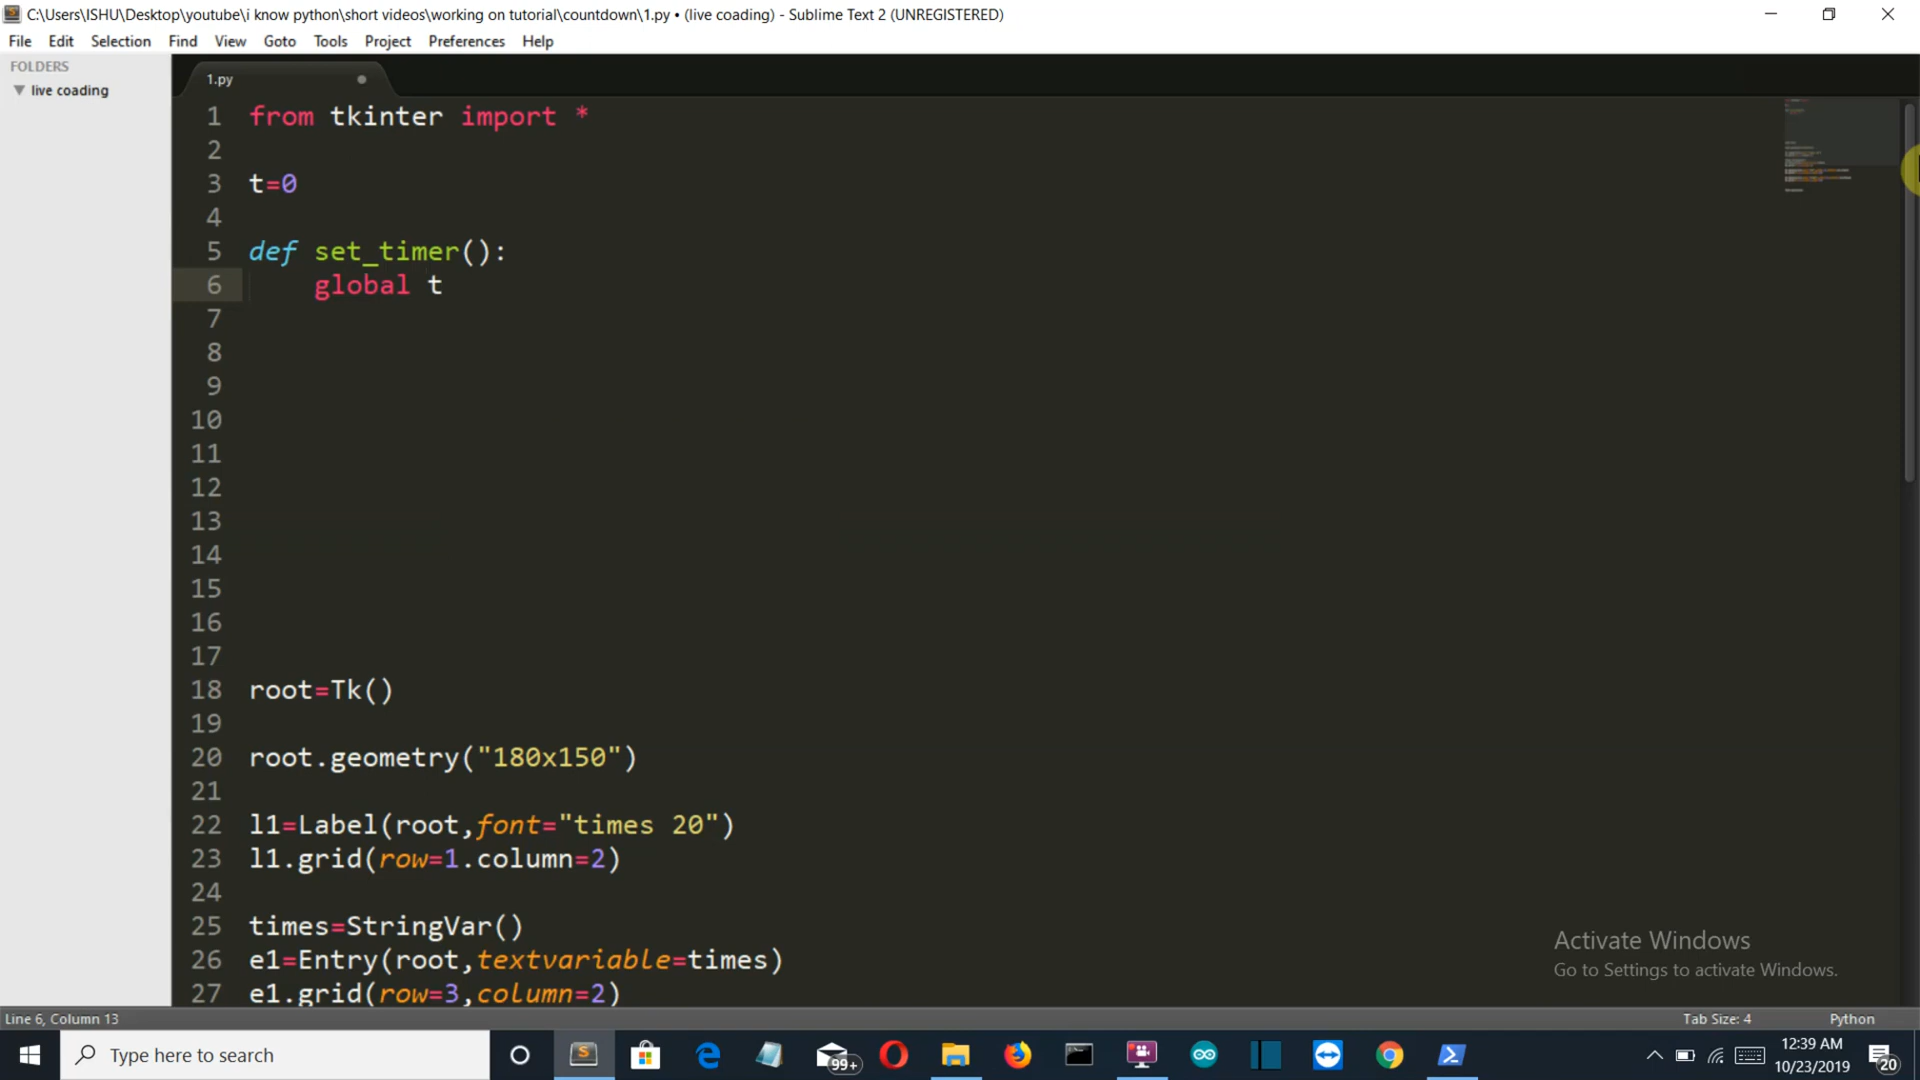 C:\Users\ISHU\Desktop\youtube\i know python\short videos\working on tutorial\countdown\1.py • (live coading) - Sublime Text 2 (UNREGISTERED)
File Edit Selection Find View Goto Tools Project Preferences Help
FOLDERS
live coading
1.py
1 from tkinter import *
2
3 t=0
4
5 def set_timer():
6 global t
7
8
9
10
11
12
13
14
15
16
17
18 root=Tk()
19
20 root.geometry("180x150")
21
22 l1=Label(root,font="times 20")
23 l1.grid(row=1.column=2)
24
25 times=StringVar()
26 e1=Entry(root,textvariable=times)
27 e1.grid(row=3,column=2)
Activate Windows
Go to Settings to activate Windows.
Line 6, Column 13 Tab Size: 4 Python
Type here to search
99+
12:39 AM
10/23/2019
20